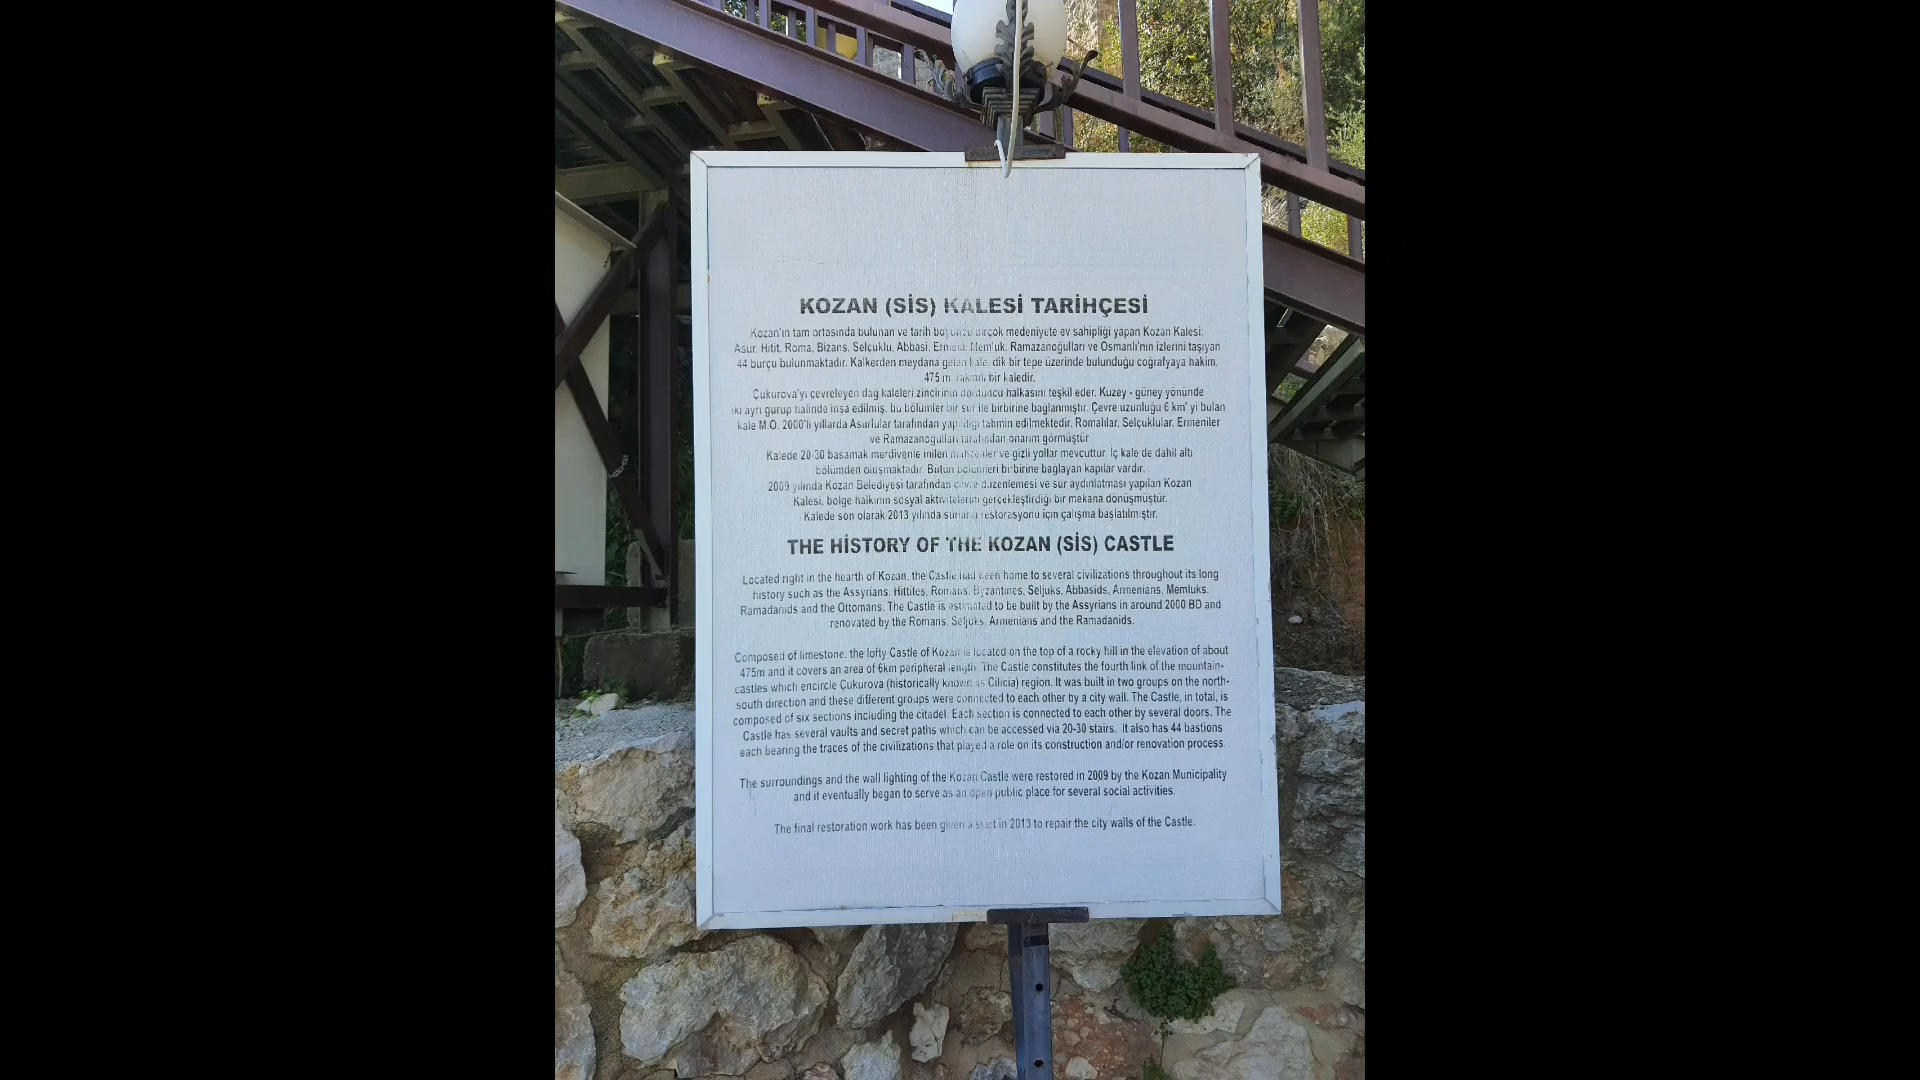 KOZAN (SİS) KALESİ TARİHÇESİ
Kozan'ın tam ortasında bulunan ve tarih boyunca birçok medeniyete ev sahipliği yapan Kozan Kalesi;
Asur, Hitit, Roma, Bizans, Selçuklu, Abbasi, Ermeni, Memluk, Ramazanoğulları ve Osmanlı'nın izlerini taşıyan
44 burçu bulunmaktadır. Kalkerden meydana gelen kale, dik bir tepe üzerinde bulunduğu coğrafyaya hakim,
475 m. rakımlı bir kaledir.
Çukurova'yı çevreleyen dağ kaleleri zincirinin dördüncü halkasını teşkil eder. Kuzey - güney yönünde
iki ayrı gurup halinde inşa edilmiş, bu bölümler bir sur ile birbirine bağlanmıştır. Çevre uzunluğu 6 km' yi bulan
kale M.Ö. 2000'li yıllarda Asurlular tarafından yapıldığı tahmin edilmektedir. Romalılar, Selçuklular, Ermeniler
ve Ramazanoğulları tarafından onarım görmüştür.
Kalede 20-30 basamak merdivenle inilen mahzenler ve gizli yollar mevcuttur. İç kale de dahil altı
bölümden oluşmaktadır. Bütün bölümleri birbirine bağlayan kapılar vardır.
2009 yılında Kozan Belediyesi tarafından çevre düzenlemesi ve sur aydınlatması yapılan Kozan
Kalesi, bölge halkının sosyal aktivitelerini gerçekleştirdiği bir mekana dönüşmüştür.
Kalede son olarak 2013 yılında surların restorasyonu için çalışma başlatılmıştır.
THE HİSTORY OF THE KOZAN (SİS) CASTLE
Located right in the hearth of Kozan, the Castle had been home to several civilizations throughout its long
history such as the Assyrians, Hittiles, Romans, Byzantines, Seljuks, Abbasids, Armenians, Memluks,
Ramadanids and the Ottomans. The Castle is estimated to be built by the Assyrians in around 2000 BD and
renovated by the Romans, Seljuks, Armenians and the Ramadanids.
Composed of limestone, the lofty Castle of Kozan is located on the top of a rocky hill in the elevation of about
475m and it covers an area of 6km peripheral length. The Castle constitutes the fourth link of the mountain-
castles which encircle Çukurova (historically known as Cilicia) region. It was built in two groups on the north-
south direction and these different groups were connected to each other by a city wall. The Castle, in total, is
composed of six sections including the citadel. Each section is connected to each other by several doors. The
Castle has several vaults and secret paths which can be accessed via 20-30 stairs. It also has 44 bastions
each bearing the traces of the civilizations that played a role on its construction and/or renovation process.
The surroundings and the wall lighting of the Kozan Castle were restored in 2009 by the Kozan Municipality
and it eventually began to serve as an open public place for several social activities.
The final restoration work has been given a start in 2013 to repair the city walls of the Castle.